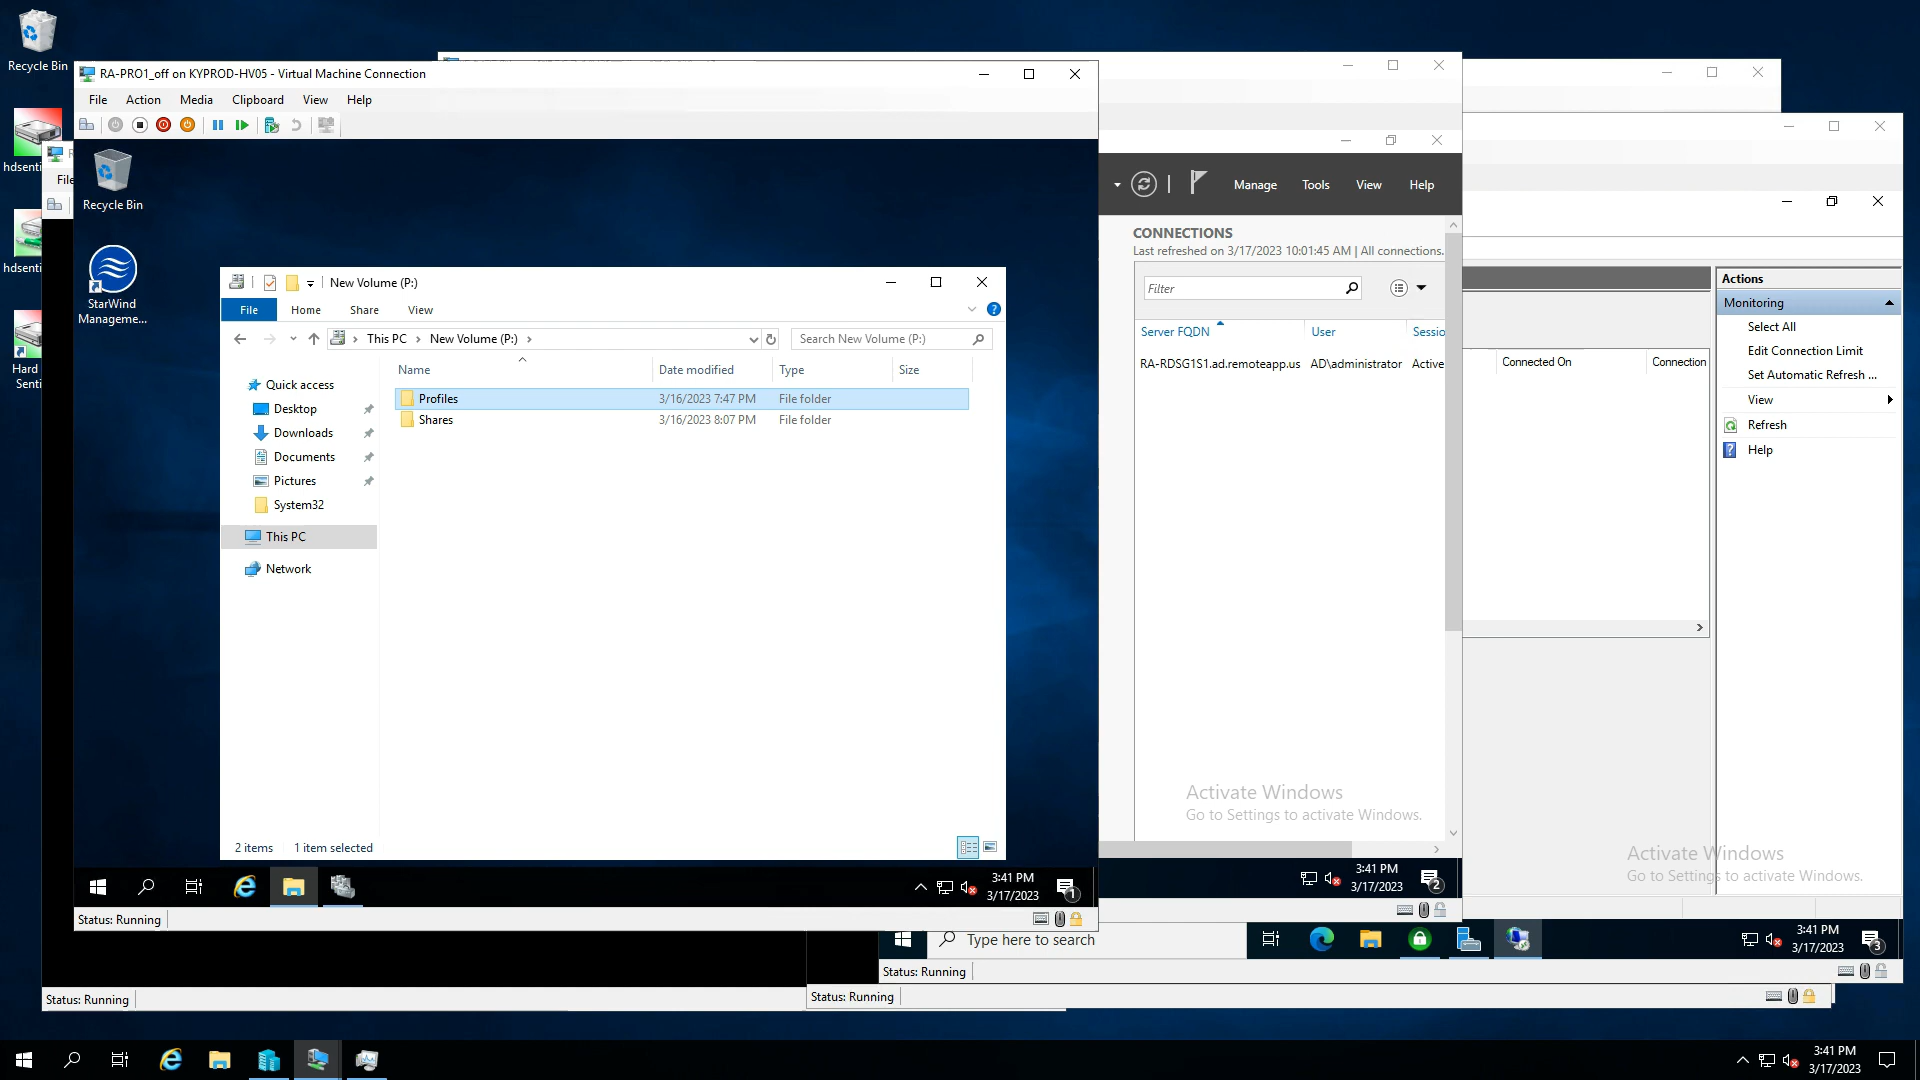 Recycle Bin
hdsenti
hdsenti
Hard
Senti
RA-PRO1_off on KYPROD-HV05 - Virtual Machine Connection
File Action Media Clipboard View Help
File
Recycle Bin
StarWind
Manageme...
New Volume (P:)
File Home Share View
This PC New Volume (P:)
Search New Volume (P:)
Name Date modified Type Size
Profiles 3/16/2023 7:47 PM File folder
Shares 3/16/2023 8:07 PM File folder
Quick access
Desktop
Downloads
Documents
Pictures
System32
This PC
Network
2 items 1 item selected
3:41 PM
3/17/2023
1
Status: Running
Manage Tools View Help
CONNECTIONS
Last refreshed on 3/17/2023 10:01:45 AM | All connections.
Filter
Server FQDN User Sessio
RA-RDSG1S1.ad.remoteapp.us AD\administrator Active
Activate Windows
Go to Settings to activate Windows.
3:41 PM
3/17/2023
2
Connected On Connection
Actions
Monitoring
Select All
Edit Connection Limit
Set Automatic Refresh ...
View
Refresh
Help
Activate Windows
Go to Settings to activate Windows.
Type here to search
3:41 PM
3/17/2023
3
Status: Running
Status: Running
Status: Running
3:41 PM
3/17/2023